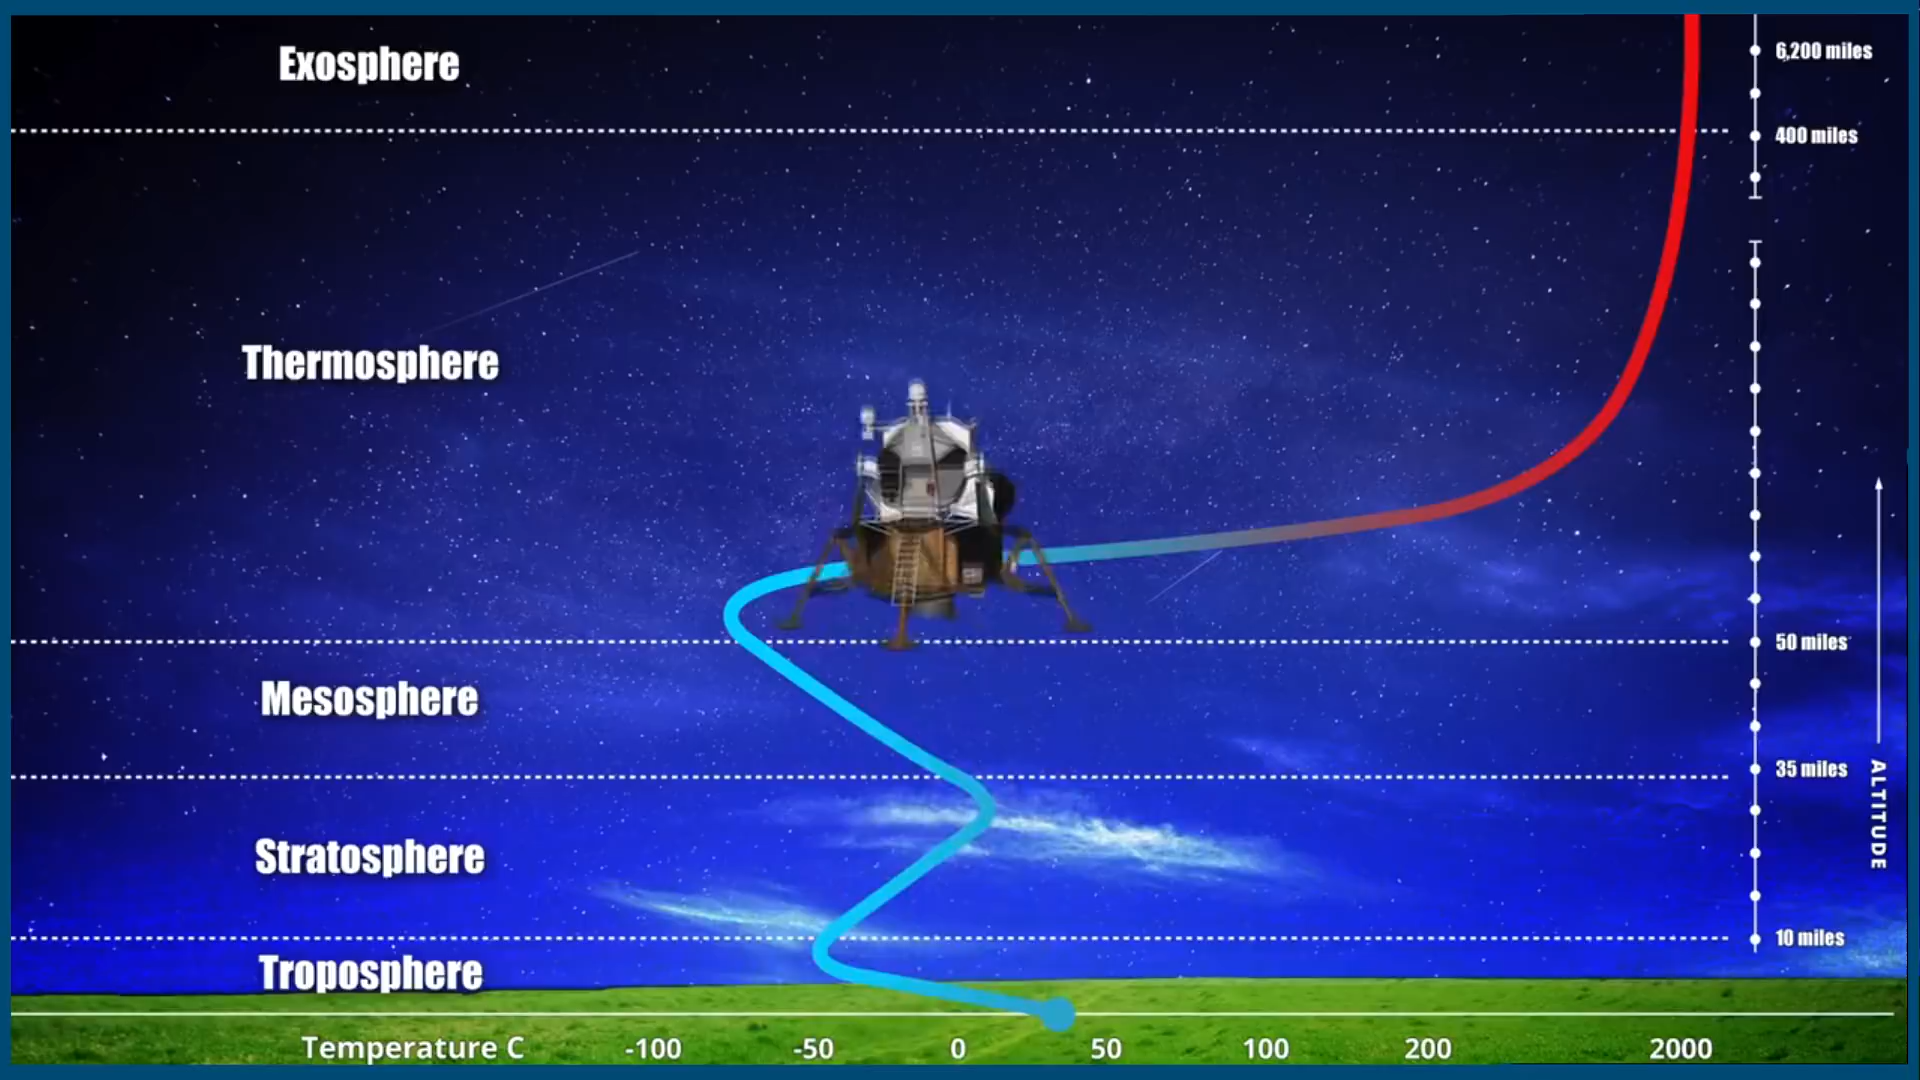 Exosphere
6,200 miles
400 miles
Thermosphere
50 miles
Mesosphere
35 miles
ALTITUDE
Stratosphere
10 miles
Troposphere
Temperature C -100 -50 0 50 100 200 2000